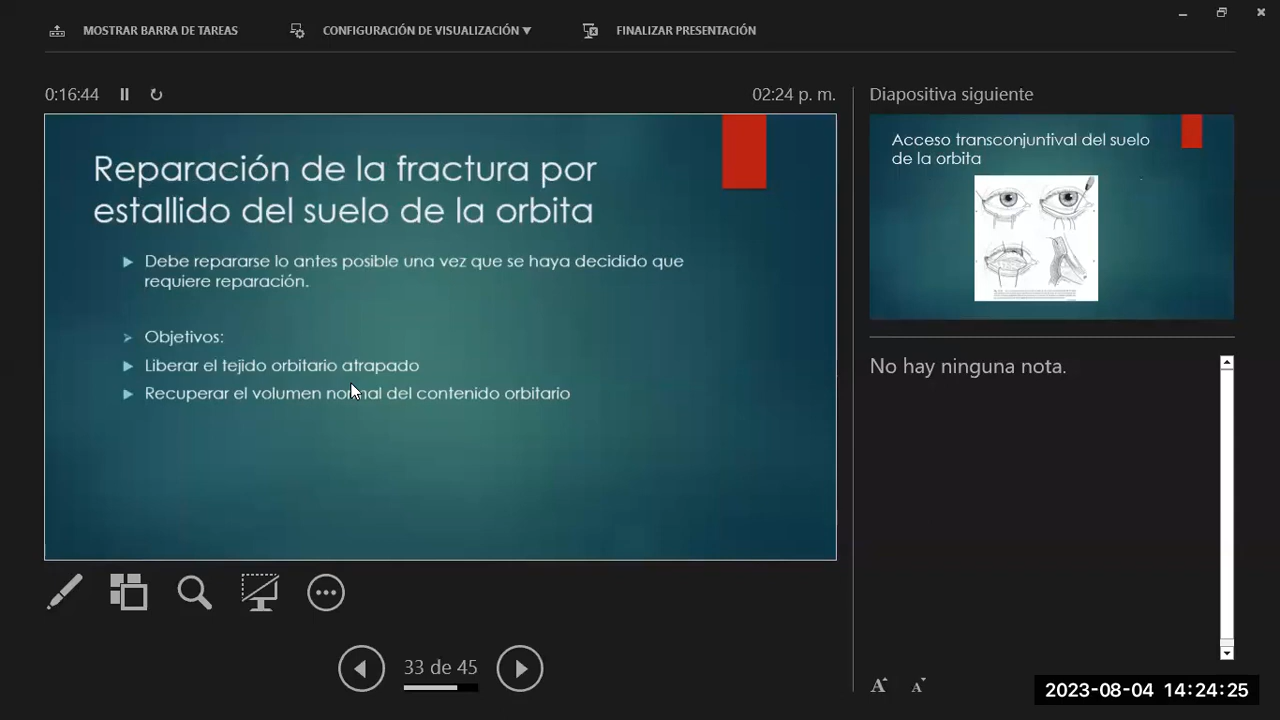 MOSTRAR BARRA DE TAREAS
CONFIGURACIÓN DE VISUALIZACIÓN ▼
FINALIZAR PRESENTACIÓN
0:16:44
02:24 p. m.
Diapositiva siguiente
Reparación de la fractura por
estallido del suelo de la orbita
Debe repararse lo antes posible una vez que se haya decidido que
requiere reparación.
Objetivos:
Liberar el tejido orbitario atrapado
Recuperar el volumen normal del contenido orbitario
Acceso transconjuntival del suelo
de la orbita
No hay ninguna nota.
33 de 45
A A
2023-08-04 14:24:25